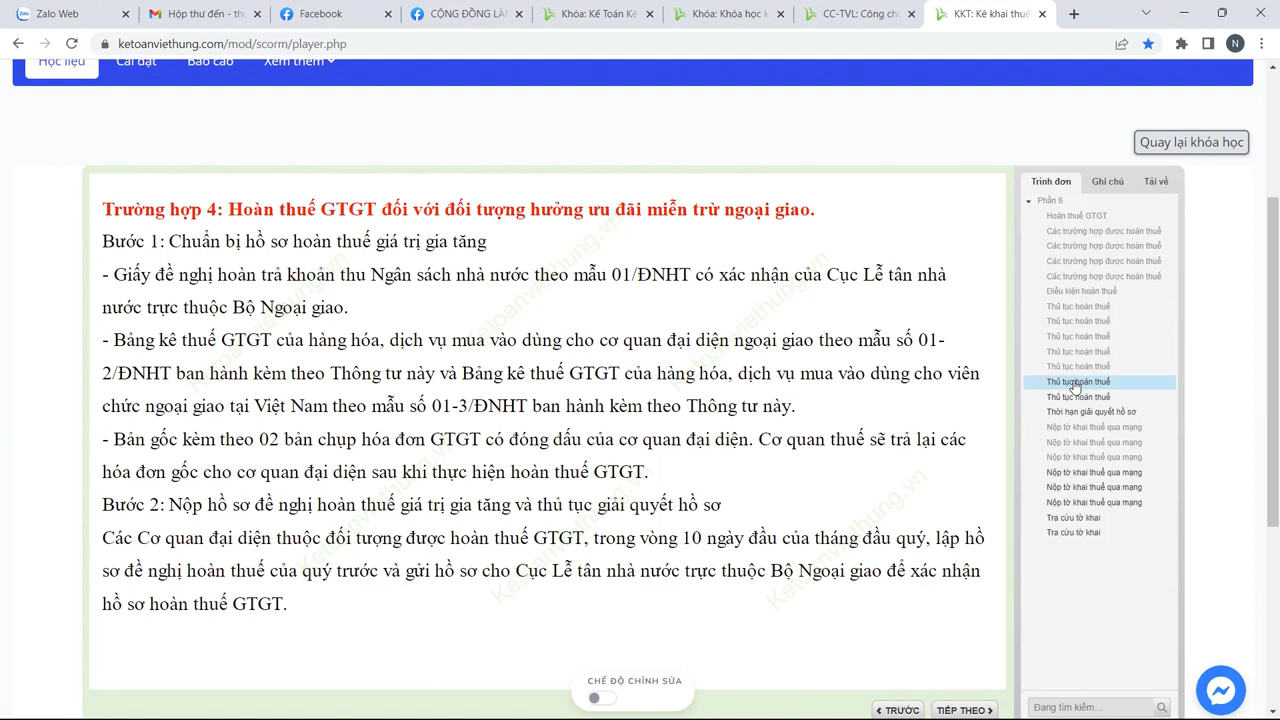 Zalo Web
Hộp thư đến - thu
Facebook
CỘNG ĐỒNG LÀM
Khóa: Kế Toán Kê
Khóa: Khóa học k
CC-TVL: Công chứ
KKT: Kê khai thuế
ketoanviethung.com/mod/scorm/player.php
N
Học liệu
Cài đặt
Báo cáo
Xem thêm
Quay lại khóa học
Trường hợp 4: Hoàn thuế GTGT đối với đối tượng hưởng ưu đãi miễn trừ ngoại giao.
Bước 1: Chuẩn bị hồ sơ hoàn thuế giá trị gia tăng
- Giấy đề nghị hoàn trả khoản thu Ngân sách nhà nước theo mẫu 01/ĐNHT có xác nhận của Cục Lễ tân nhà
nước trực thuộc Bộ Ngoại giao.
- Bảng kê thuế GTGT của hàng hóa, dịch vụ mua vào dùng cho cơ quan đại diện ngoại giao theo mẫu số 01-
2/ĐNHT ban hành kèm theo Thông tư này và Bảng kê thuế GTGT của hàng hóa, dịch vụ mua vào dùng cho viên
chức ngoại giao tại Việt Nam theo mẫu số 01-3/ĐNHT ban hành kèm theo Thông tư này.
- Bản gốc kèm theo 02 bản chụp hóa đơn GTGT có đóng dấu của cơ quan đại diện. Cơ quan thuế sẽ trả lại các
hóa đơn gốc cho cơ quan đại diện sau khi thực hiện hoàn thuế GTGT.
Bước 2: Nộp hồ sơ đề nghị hoàn thuế giá trị gia tăng và thủ tục giải quyết hồ sơ
Các Cơ quan đại diện thuộc đối tượng được hoàn thuế GTGT, trong vòng 10 ngày đầu của tháng đầu quý, lập hồ
sơ đề nghị hoàn thuế của quý trước và gửi hồ sơ cho Cục Lễ tân nhà nước trực thuộc Bộ Ngoại giao để xác nhận
hồ sơ hoàn thuế GTGT.
Ketoanviethung.vn
Ketoanviethung.vn
Ketoanviethung.vn
Ketoanviethung.vn
Ketoanviethung.vn
Ketoanviethung.vn
Trình đơn
Ghi chú
Tải về
Phần 6
Hoàn thuế GTGT
Các trường hợp được hoàn thuế
Các trường hợp được hoàn thuế
Các trường hợp được hoàn thuế
Các trường hợp được hoàn thuế
Điều kiện hoàn thuế
Thủ tục hoàn thuế
Thủ tục hoàn thuế
Thủ tục hoàn thuế
Thủ tục hoàn thuế
Thủ tục hoàn thuế
Thủ tục hoàn thuế
Thủ tục hoàn thuế
Thời hạn giải quyết hồ sơ
Nộp tờ khai thuế qua mạng
Nộp tờ khai thuế qua mạng
Nộp tờ khai thuế qua mạng
Nộp tờ khai thuế qua mạng
Nộp tờ khai thuế qua mạng
Nộp tờ khai thuế qua mạng
Tra cứu tờ khai
Tra cứu tờ khai
CHẾ ĐỘ CHỈNH SỬA
TRƯỚC
TIẾP THEO
Đang tìm kiếm...